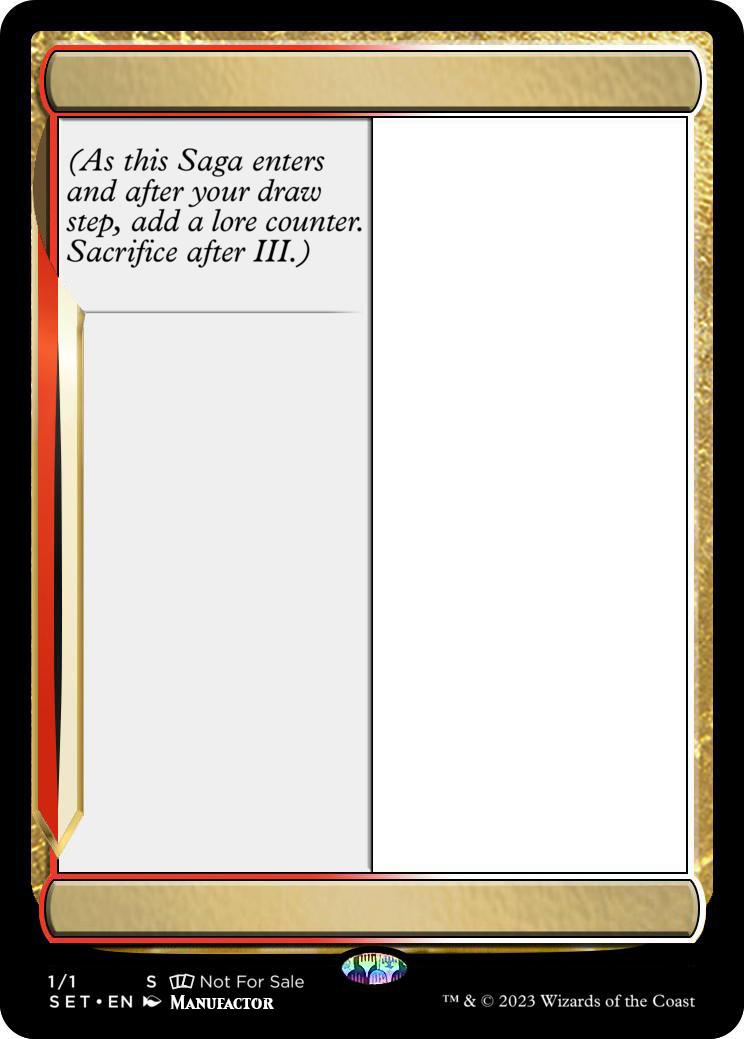 (As this Saga enters
and after your draw
step, add a lore counter.
Sacrifice after III.)
1/1 S Not For Sale
SET • EN Manufactor
™ & © 2023 Wizards of the Coast